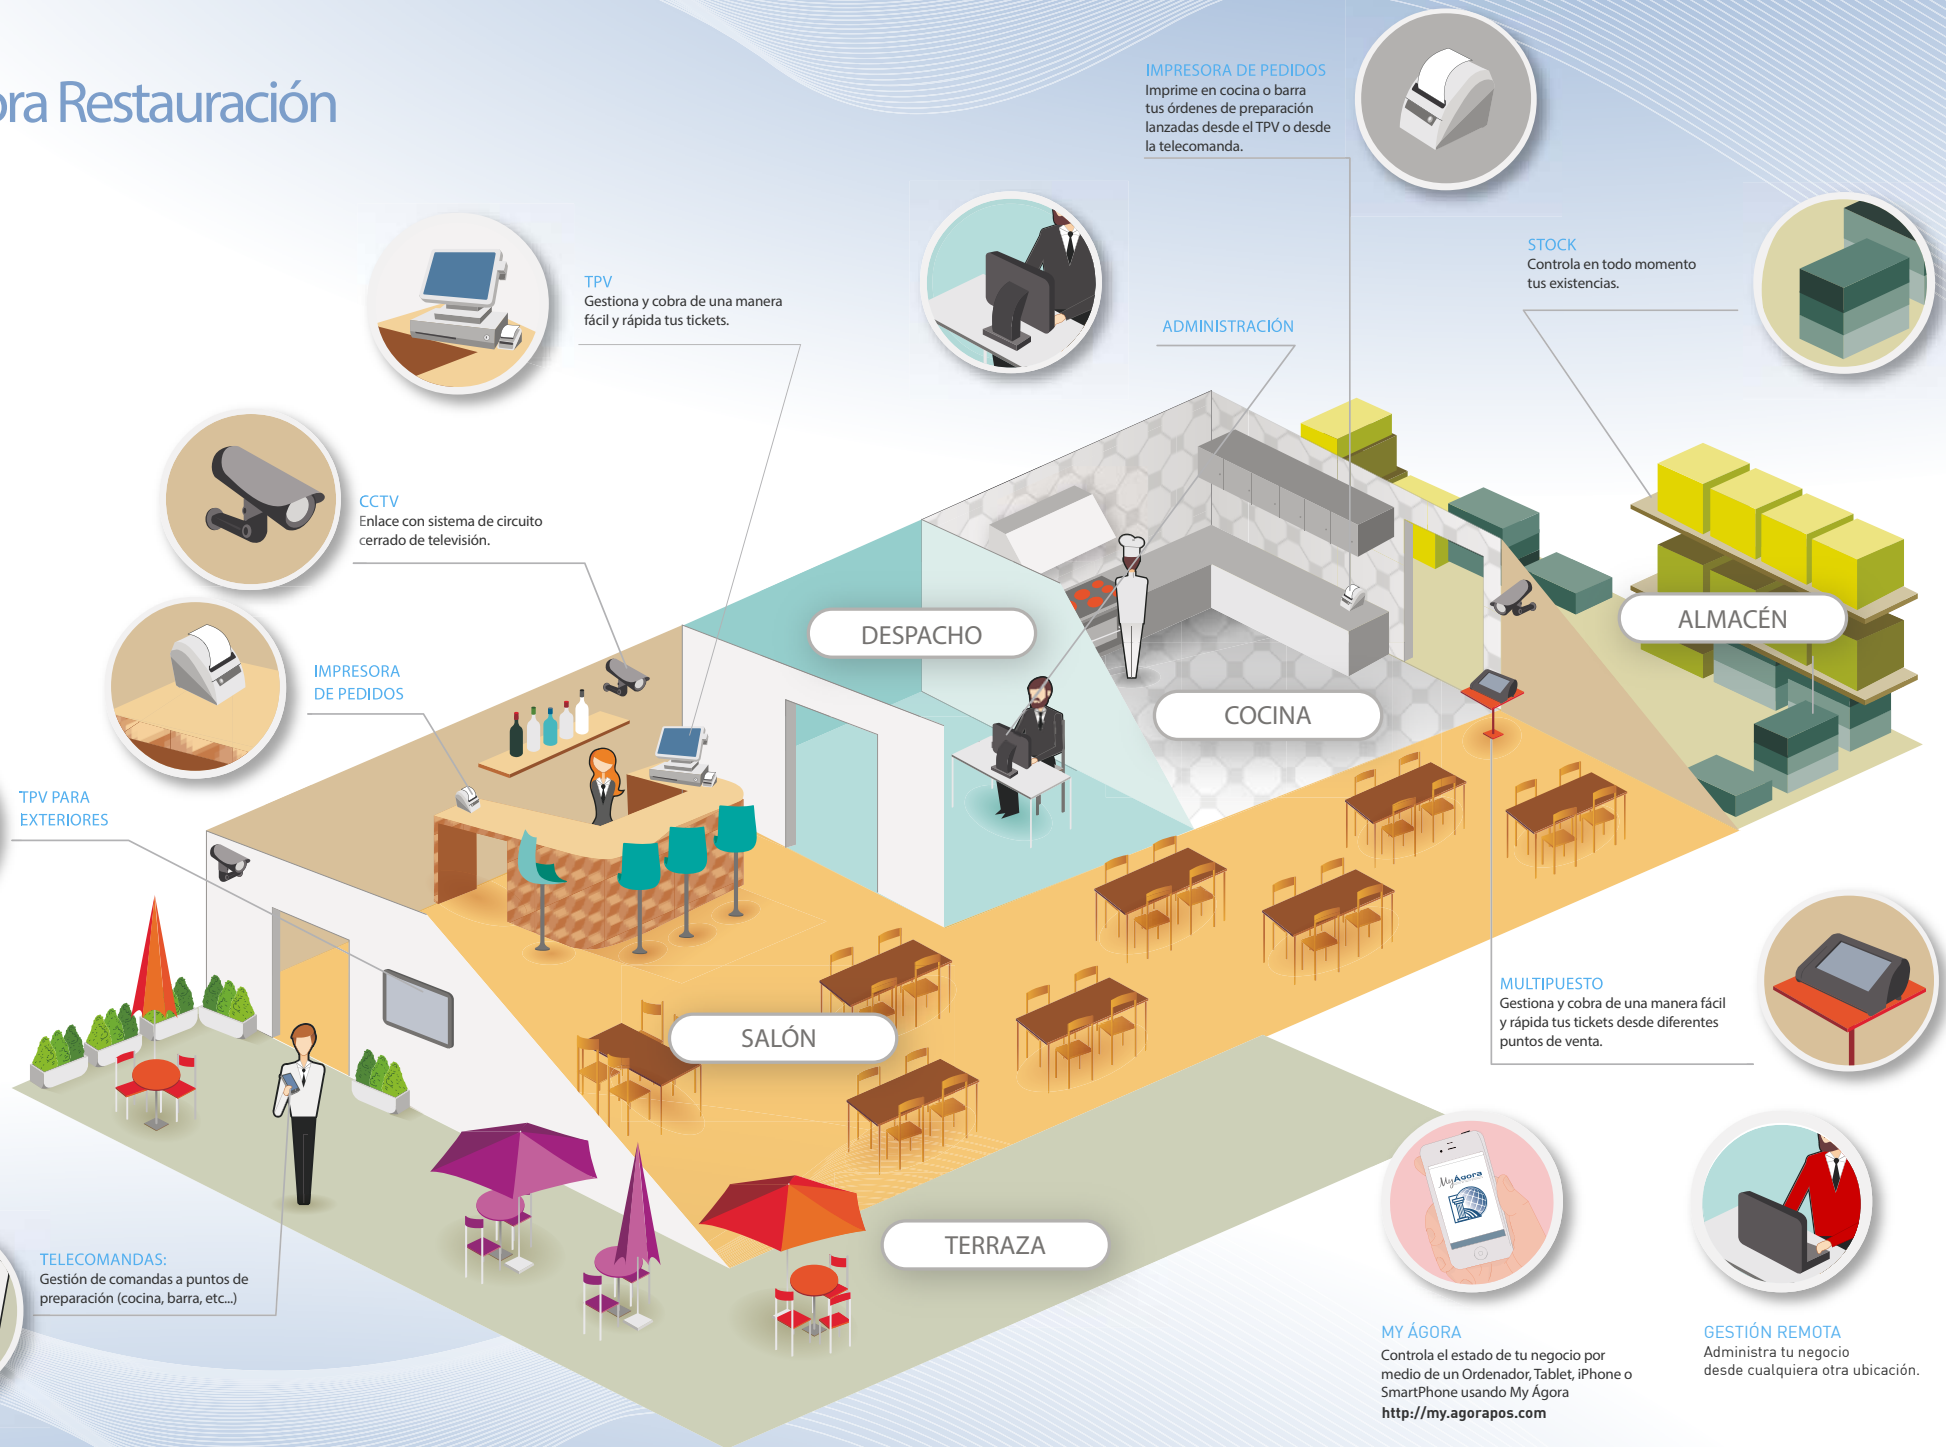 ora Restauración
IMPRESORA DE PEDIDOS
Imprime en cocina o barra
tus órdenes de preparación
lanzadas desde el TPV o desde
la telecomanda.
STOCK
Controla en todo momento
tus existencias.
TPV
Gestiona y cobra de una manera
fácil y rápida tus tickets.
ADMINISTRACIÓN
CCTV
Enlace con sistema de circuito
cerrado de televisión.
DESPACHO
ALMACÉN
IMPRESORA
DE PEDIDOS
COCINA
TPV PARA
EXTERIORES
MULTIPUESTO
Gestiona y cobra de una manera fácil
y rápida tus tickets desde diferentes
puntos de venta.
SALÓN
MyÁgora
TERRAZA
TELECOMANDAS:
Gestión de comandas a puntos de
preparación (cocina, barra, etc...)
MY ÁGORA
Controla el estado de tu negocio por
medio de un Ordenador, Tablet, iPhone o
SmartPhone usando My Ágora
http://my.agorapos.com
GESTIÓN REMOTA
Administra tu negocio
desde cualquiera otra ubicación.